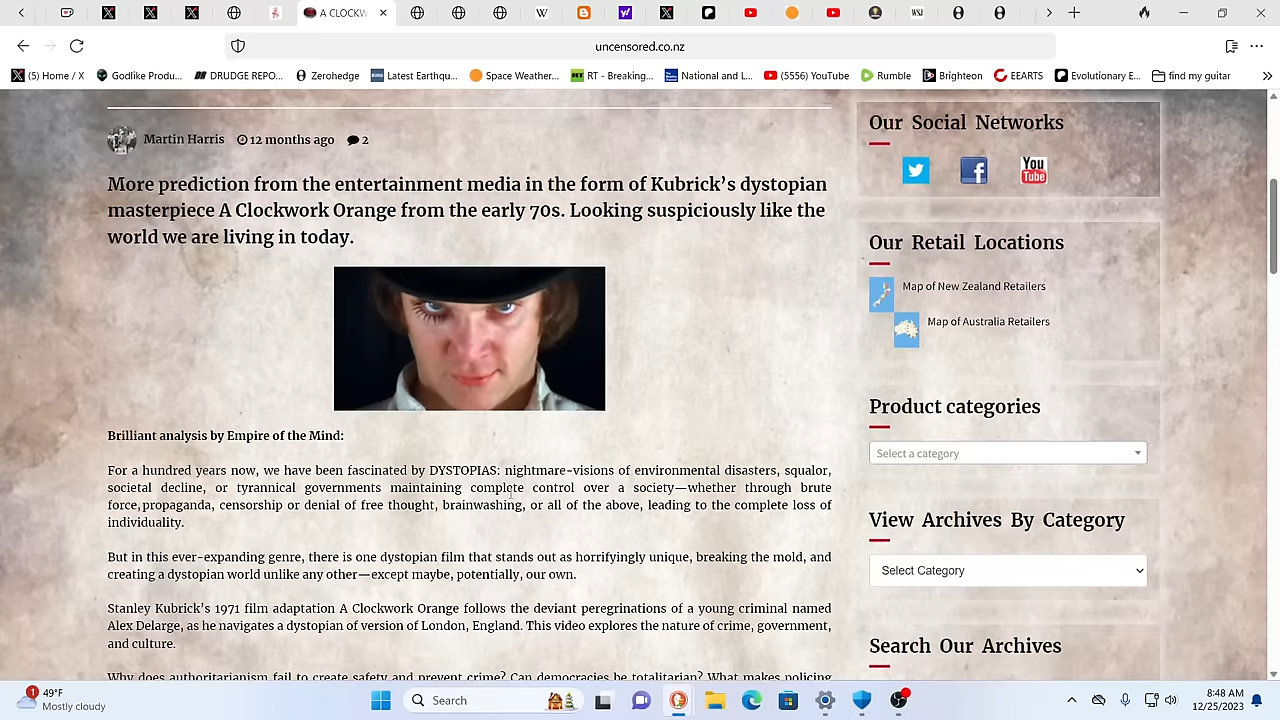 A CLOCKW
uncensored.co.nz
(5) Home / X
Godlike Produ...
DRUDGE REPO...
Zerohedge
Latest Earthqu...
Space Weather...
RT - Breaking...
National and L...
(5556) YouTube
Rumble
Brighteon
EEARTS
Evolutionary E...
find my guitar
Martin Harris
12 months ago
2
More prediction from the entertainment media in the form of Kubrick’s dystopian
masterpiece A Clockwork Orange from the early 70s. Looking suspiciously like the
world we are living in today.
Brilliant analysis by Empire of the Mind:
For a hundred years now, we have been fascinated by DYSTOPIAS: nightmare-visions of environmental disasters, squalor,
societal decline, or tyrannical governments maintaining complete control over a society—whether through brute
force, propaganda, censorship or denial of free thought, brainwashing, or all of the above, leading to the complete loss of
individuality.
But in this ever-expanding genre, there is one dystopian film that stands out as horrifyingly unique, breaking the mold, and
creating a dystopian world unlike any other—except maybe, potentially, our own.
Stanley Kubrick’s 1971 film adaptation A Clockwork Orange follows the deviant peregrinations of a young criminal named
Alex Delarge, as he navigates a dystopian of version of London, England. This video explores the nature of crime, government,
and culture.
Why does authoritarianism fail to create safety and prevent crime? Can democracies be totalitarian? What makes policing
Our Social Networks
You
Tube
Our Retail Locations
Map of New Zealand Retailers
Map of Australia Retailers
Product categories
Select a category
View Archives By Category
Select Category
Search Our Archives
1
49°F
Mostly cloudy
Search
8:48 AM
12/25/2023